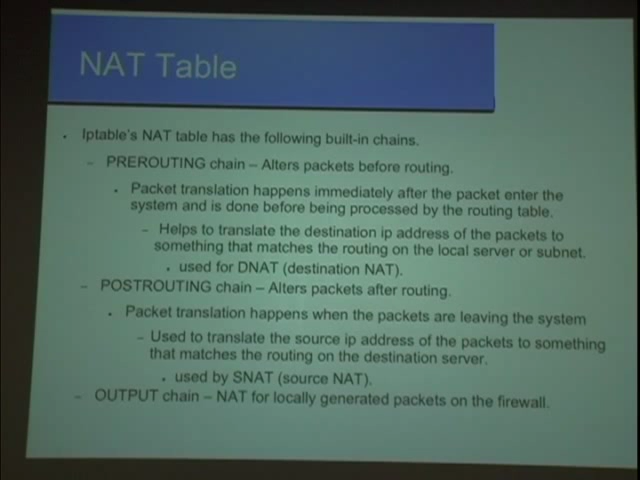 NAT Table
• Iptable's NAT table has the following built-in chains.
– PREROUTING chain – Alters packets before routing.
• Packet translation happens immediately after the packet enter the
system and is done before being processed by the routing table.
– Helps to translate the destination ip address of the packets to
something that matches the routing on the local server or subnet.
• used for DNAT (destination NAT).
– POSTROUTING chain – Alters packets after routing.
• Packet translation happens when the packets are leaving the system
– Used to translate the source ip address of the packets to something
that matches the routing on the destination server.
• used by SNAT (source NAT).
– OUTPUT chain – NAT for locally generated packets on the firewall.